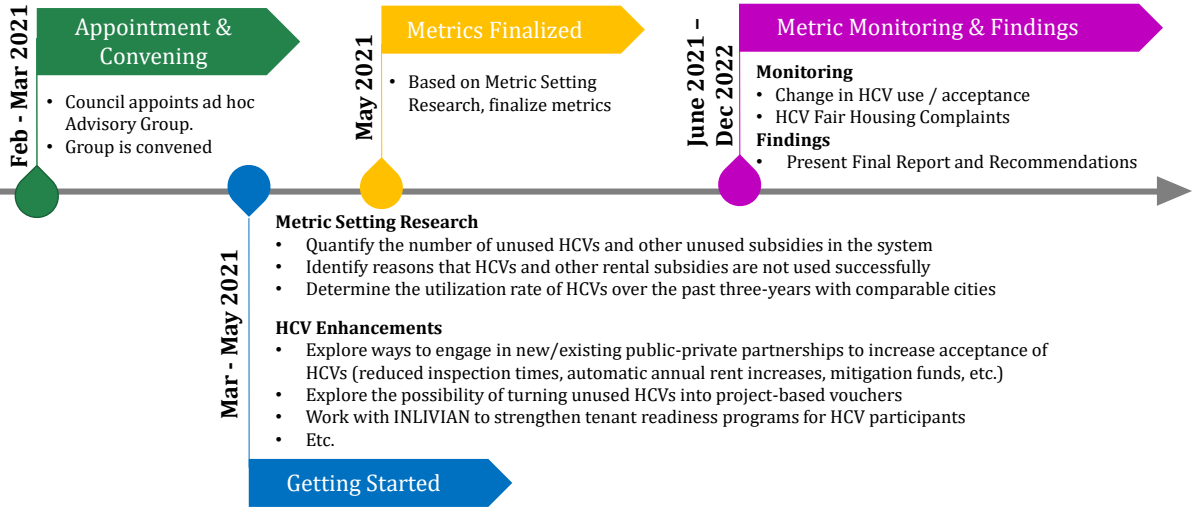 Feb - Mar 2021
Appointment &
Convening
• Council appoints ad hoc
Advisory Group.
• Group is convened
May 2021
Metrics Finalized
• Based on Metric Setting
Research, finalize metrics
June 2021 –
Dec 2022
Metric Monitoring & Findings
Monitoring
• Change in HCV use / acceptance
• HCV Fair Housing Complaints
Findings
• Present Final Report and Recommendations
Mar - May 2021
Metric Setting Research
• Quantify the number of unused HCVs and other unused subsidies in the system
• Identify reasons that HCVs and other rental subsidies are not used successfully
• Determine the utilization rate of HCVs over the past three-years with comparable cities
HCV Enhancements
• Explore ways to engage in new/existing public-private partnerships to increase acceptance of
HCVs (reduced inspection times, automatic annual rent increases, mitigation funds, etc.)
• Explore the possibility of turning unused HCVs into project-based vouchers
• Work with INLIVIAN to strengthen tenant readiness programs for HCV participants
• Etc.
Getting Started